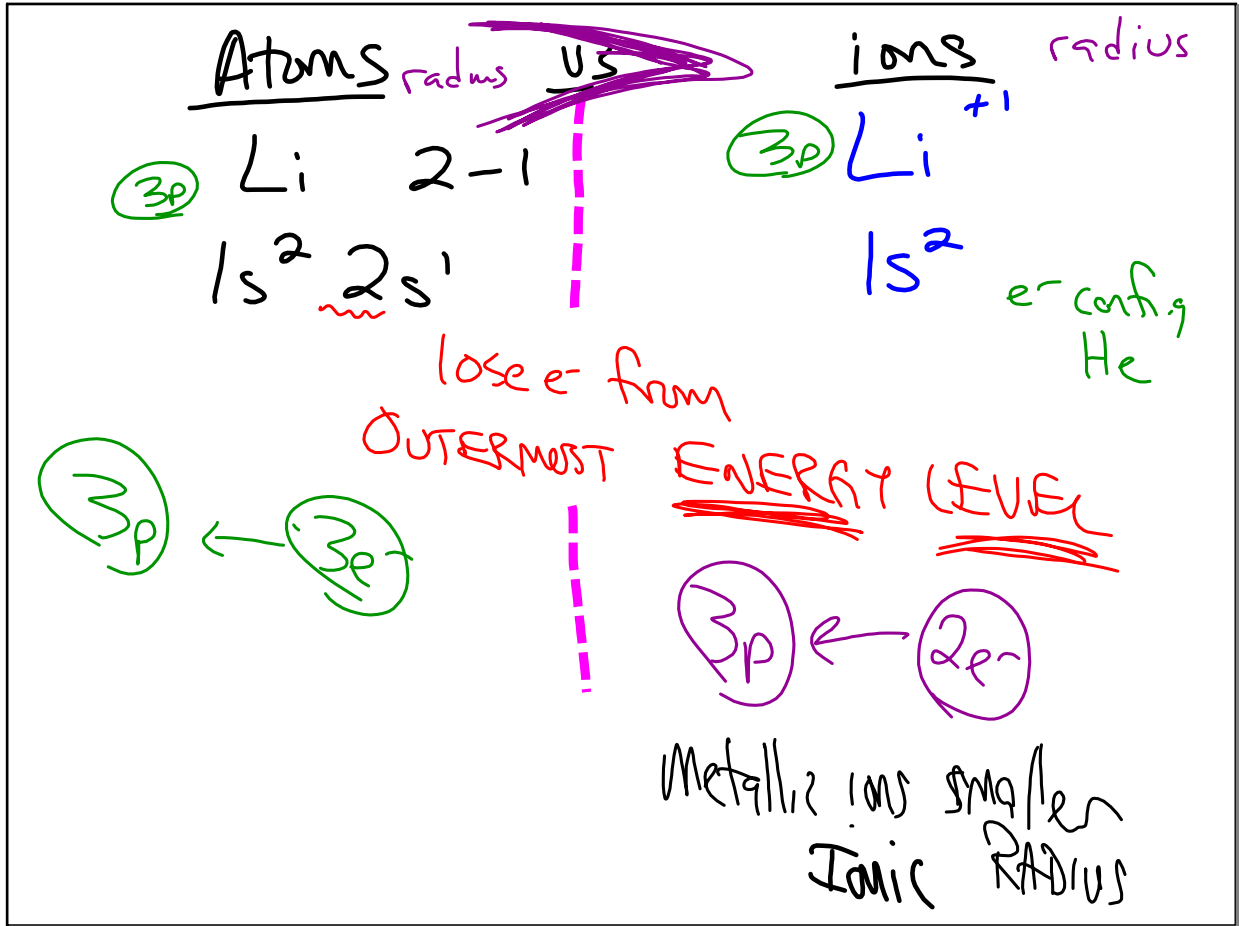 Atoms radius vs ions radius
3p Li 2-1
1s² 2s¹
3p Li⁺¹
1s²
e⁻ config
He
lose e⁻ from
OUTERMOST ENERGY LEVEL
3p ← 3e⁻
3p ← 2e⁻
Metallic ions smaller
Ionic RADIUS